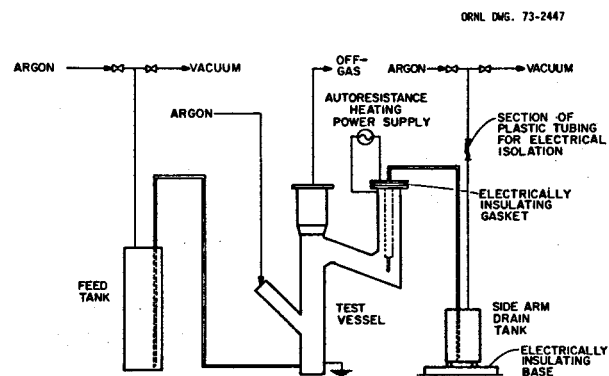 ORNL DWG. 73-2447
ARGON
VACUUM
OFF-
GAS
ARGON
VACUUM
AUTORESISTANCE
HEATING
POWER SUPPLY
ARGON
SECTION OF
PLASTIC TUBING
FOR ELECTRICAL
ISOLATION
ELECTRICALLY
INSULATING
GASKET
FEED
TANK
TEST
VESSEL
SIDE ARM
DRAIN
TANK
ELECTRICALLY
INSULATING
BASE